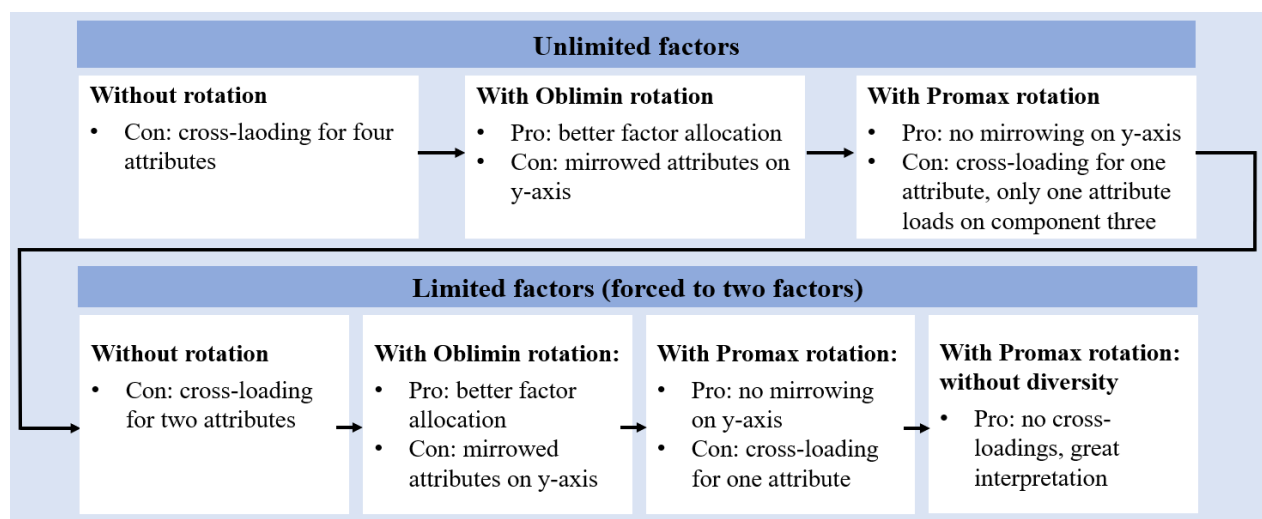 Unlimited factors
Without rotation
• Con: cross-laoding for four
attributes
With Oblimin rotation
• Pro: better factor allocation
• Con: mirrowed attributes on
y-axis
With Promax rotation
• Pro: no mirrowing on y-axis
• Con: cross-loading for one
attribute, only one attribute
loads on component three
Limited factors (forced to two factors)
Without rotation
• Con: cross-loading
for two attributes
With Oblimin rotation:
• Pro: better factor
allocation
• Con: mirrowed
attributes on y-axis
With Promax rotation:
• Pro: no mirrowing
on y-axis
• Con: cross-loading
for one attribute
With Promax rotation:
without diversity
• Pro: no cross-
loadings, great
interpretation